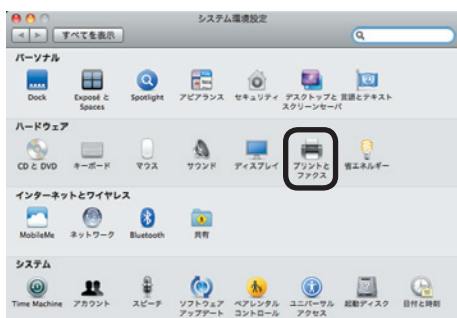 システム環境設定
すべてを表示
パーソナル
Dock
Exposé と
Spaces
Spotlight
アピアランス
セキュリティ
デスクトップと
スクリーンセーバ
言語とテキスト
ハードウェア
CD と DVD
キーボード
マウス
サウンド
ディスプレイ
プリントと
ファクス
省エネルギー
インターネットとワイヤレス
MobileMe
ネットワーク
Bluetooth
共有
システム
Time Machine
アカウント
スピーチ
ソフトウェア
アップデート
ペアレンタル
コントロール
ユニバーサル
アクセス
起動ディスク
日付と時刻